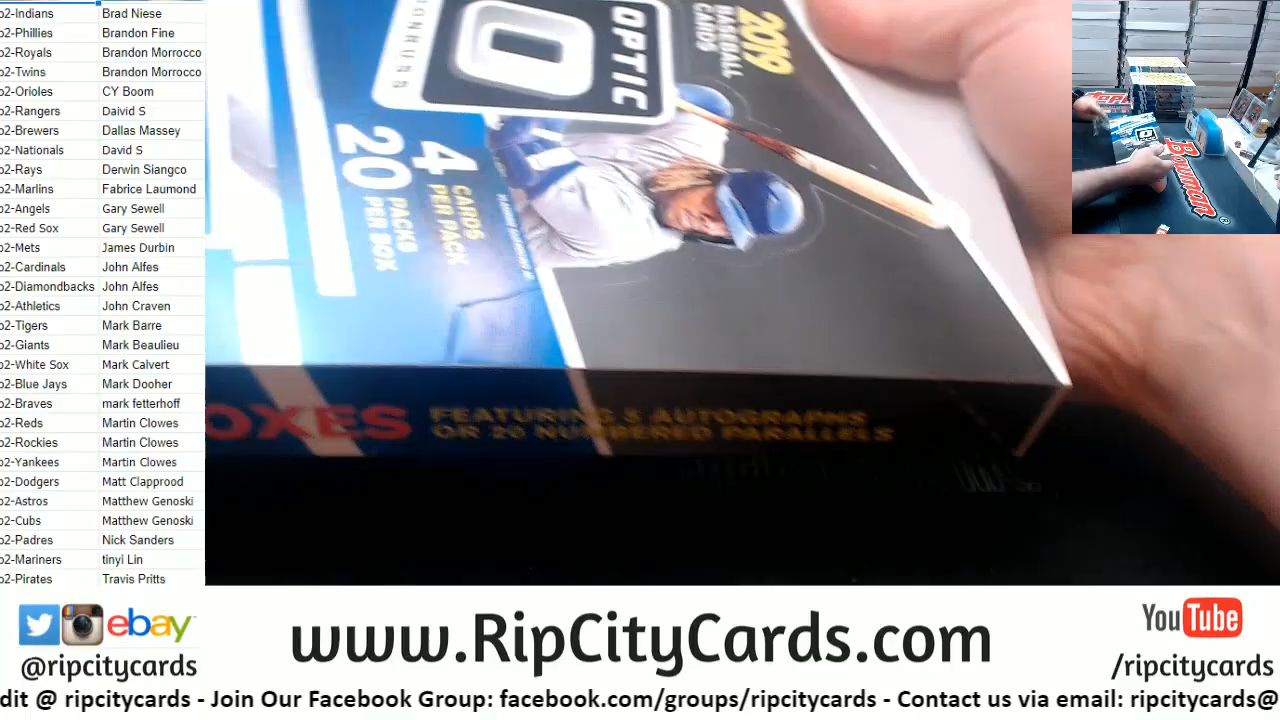 o2-Indians Brad Niese
o2-Phillies Brandon Fine
o2-Royals Brandon Morrocco
o2-Twins Brandon Morrocco
o2-Orioles CY Boom
o2-Rangers Daivid S
o2-Brewers Dallas Massey
o2-Nationals David S
o2-Rays Derwin Siangco
o2-Marlins Fabrice Laumond
o2-Angels Gary Sewell
o2-Red Sox Gary Sewell
o2-Mets James Durbin
o2-Cardinals John Alfes
o2-Diamondbacks John Alfes
o2-Athletics John Craven
o2-Tigers Mark Barre
o2-Giants Mark Beaulieu
o2-White Sox Mark Calvert
o2-Blue Jays Mark Dooher
o2-Braves mark fetterhoff
o2-Reds Martin Clowes
o2-Rockies Martin Clowes
o2-Yankees Martin Clowes
o2-Dodgers Matt Clapprood
o2-Astros Matthew Genoski
o2-Cubs Matthew Genoski
o2-Padres Nick Sanders
o2-Mariners tinyi Lin
o2-Pirates Travis Pritts
2019
BASEBALL
CARDS
OPTIC
4 CARDS
PER PACK
20 PACKS
PER BOX
OXES
FEATURING 5 AUTOGRAPHS
OR 20 NUMBERED PARALLELS
Bowman
ebay
@ripcitycards
www.RipCityCards.com
YouTube
/ripcitycards
dit @ ripcitycards - Join Our Facebook Group: facebook.com/groups/ripcitycards - Contact us via email: ripcitycards@